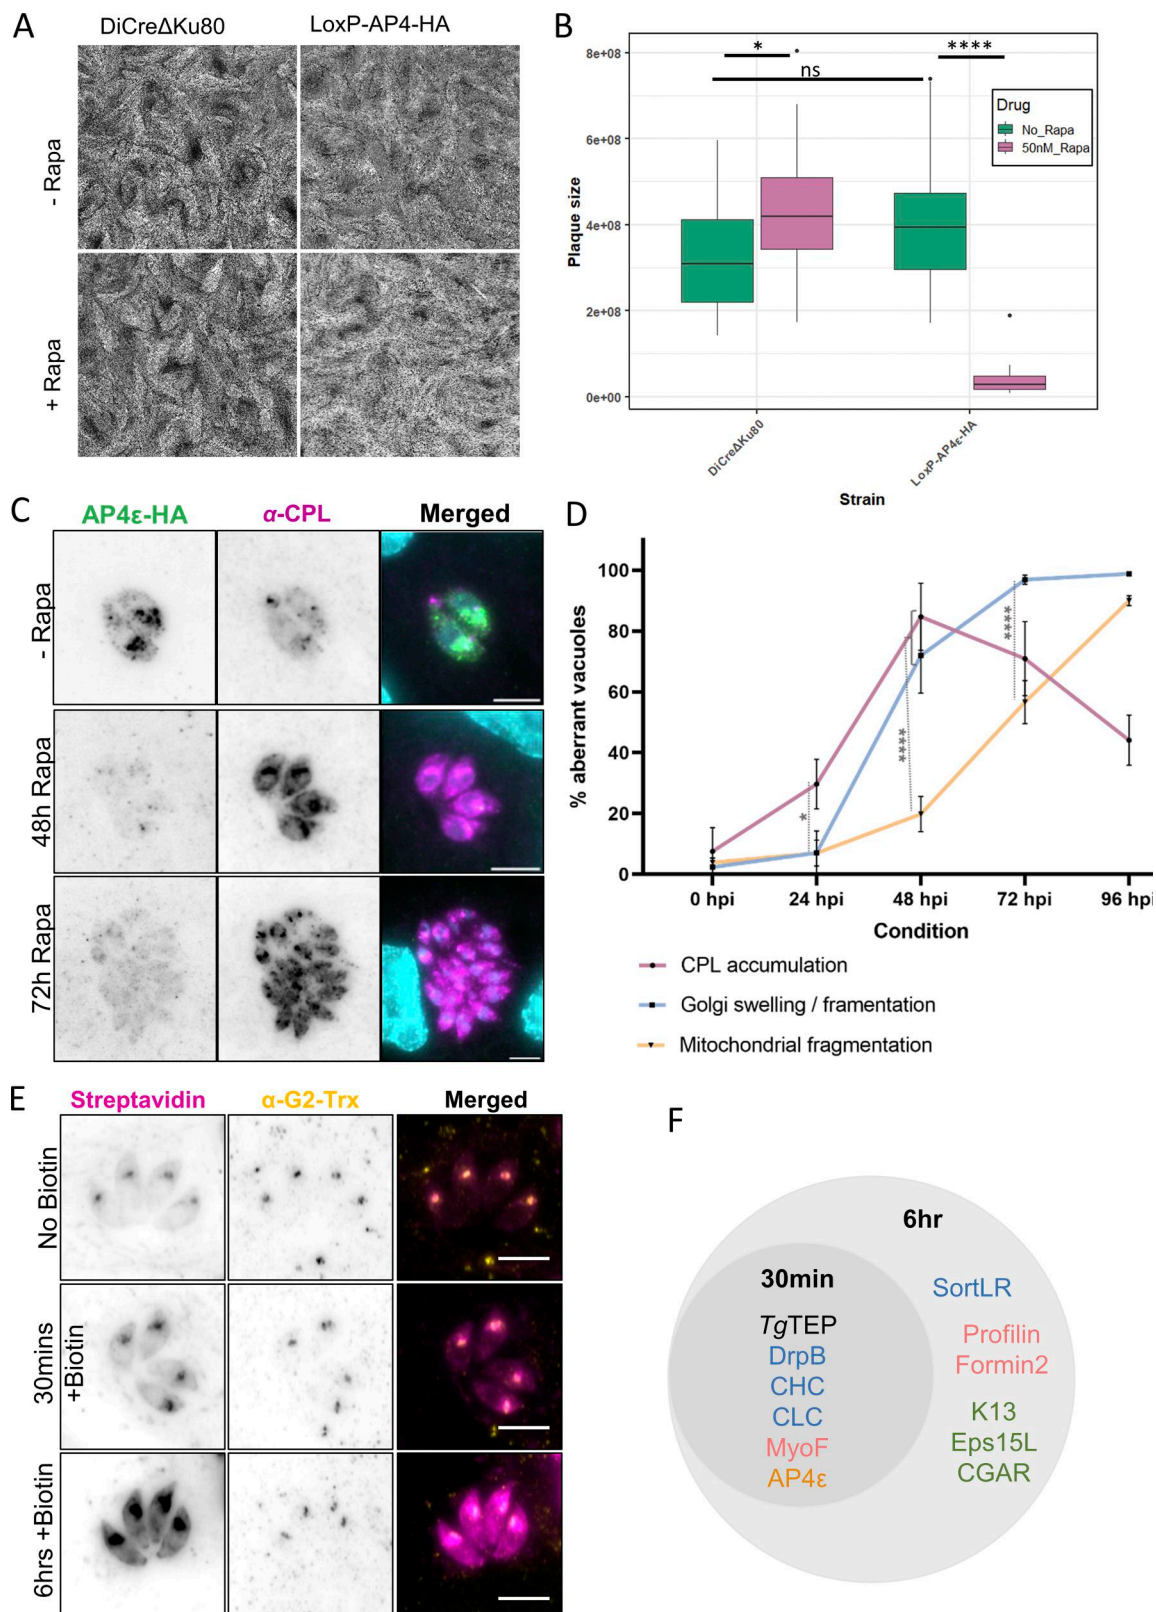 A
DiCreΔKu80
LoxP-AP4-HA
- Rapa
+ Rapa
B
8e+08
6e+08
4e+08
2e+08
0e+00
Plaque size
*
ns
****
Drug
No_Rapa
50nM_Rapa
DiCreΔKu80
LoxP-AP4ε-HA
Strain
C
AP4ε-HA
α-CPL
Merged
- Rapa
48h Rapa
72h Rapa
D
100
80
60
40
20
0
% aberrant vacuoles
*
****
****
0 hpi
24 hpi
48 hpi
72 hpi
96 hpi
Condition
CPL accumulation
Golgi swelling / framentation
Mitochondrial fragmentation
E
Streptavidin
α-G2-Trx
Merged
No Biotin
30mins
+Biotin
6hrs +Biotin
F
6hr
30min
TgTEP
DrpB
CHC
CLC
MyoF
AP4ε
SortLR
Profilin
Formin2
K13
Eps15L
CGAR